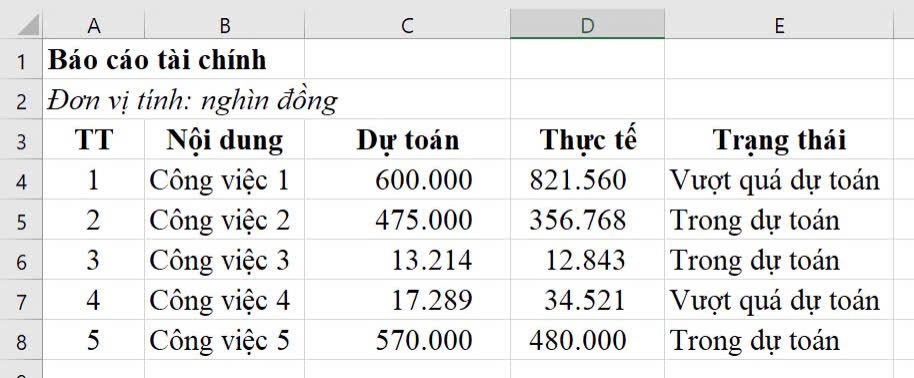 A B C D E
1 Báo cáo tài chính
2 Đơn vị tính: nghìn đồng
3 TT Nội dung Dự toán Thực tế Trạng thái
4 1 Công việc 1 600.000 821.560 Vượt quá dự toán
5 2 Công việc 2 475.000 356.768 Trong dự toán
6 3 Công việc 3 13.214 12.843 Trong dự toán
7 4 Công việc 4 17.289 34.521 Vượt quá dự toán
8 5 Công việc 5 570.000 480.000 Trong dự toán